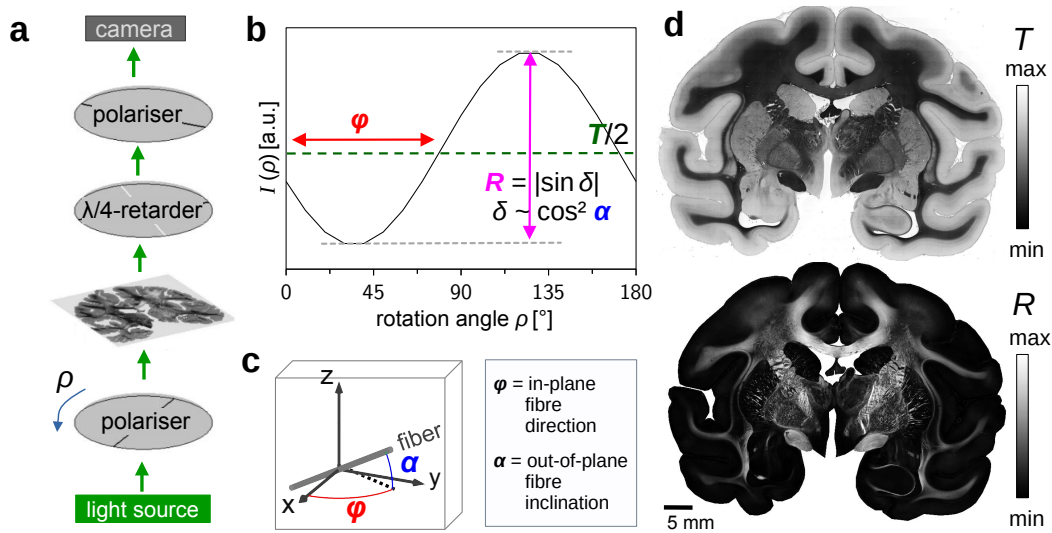 a
camera
polariser
λ/4-retarder
ρ
polariser
light source
b
I (ρ) [a.u.]
φ
T/2
R = |sin δ|
δ ~ cos² α
0 45 90 135 180
rotation angle ρ [°]
c
z
fiber
α
y
x
φ
φ = in-plane
fibre
direction
α = out-of-plane
fibre
inclination
d
T
max
min
R
max
min
5 mm